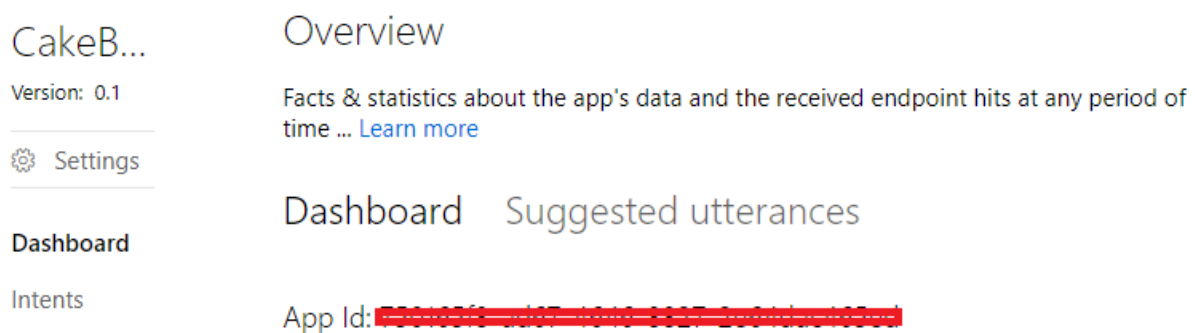 CakeB...
Version: 0.1
Settings
Dashboard
Intents
Overview
Facts & statistics about the app's data and the received endpoint hits at any period of
time ... Learn more
Dashboard Suggested utterances
App Id: